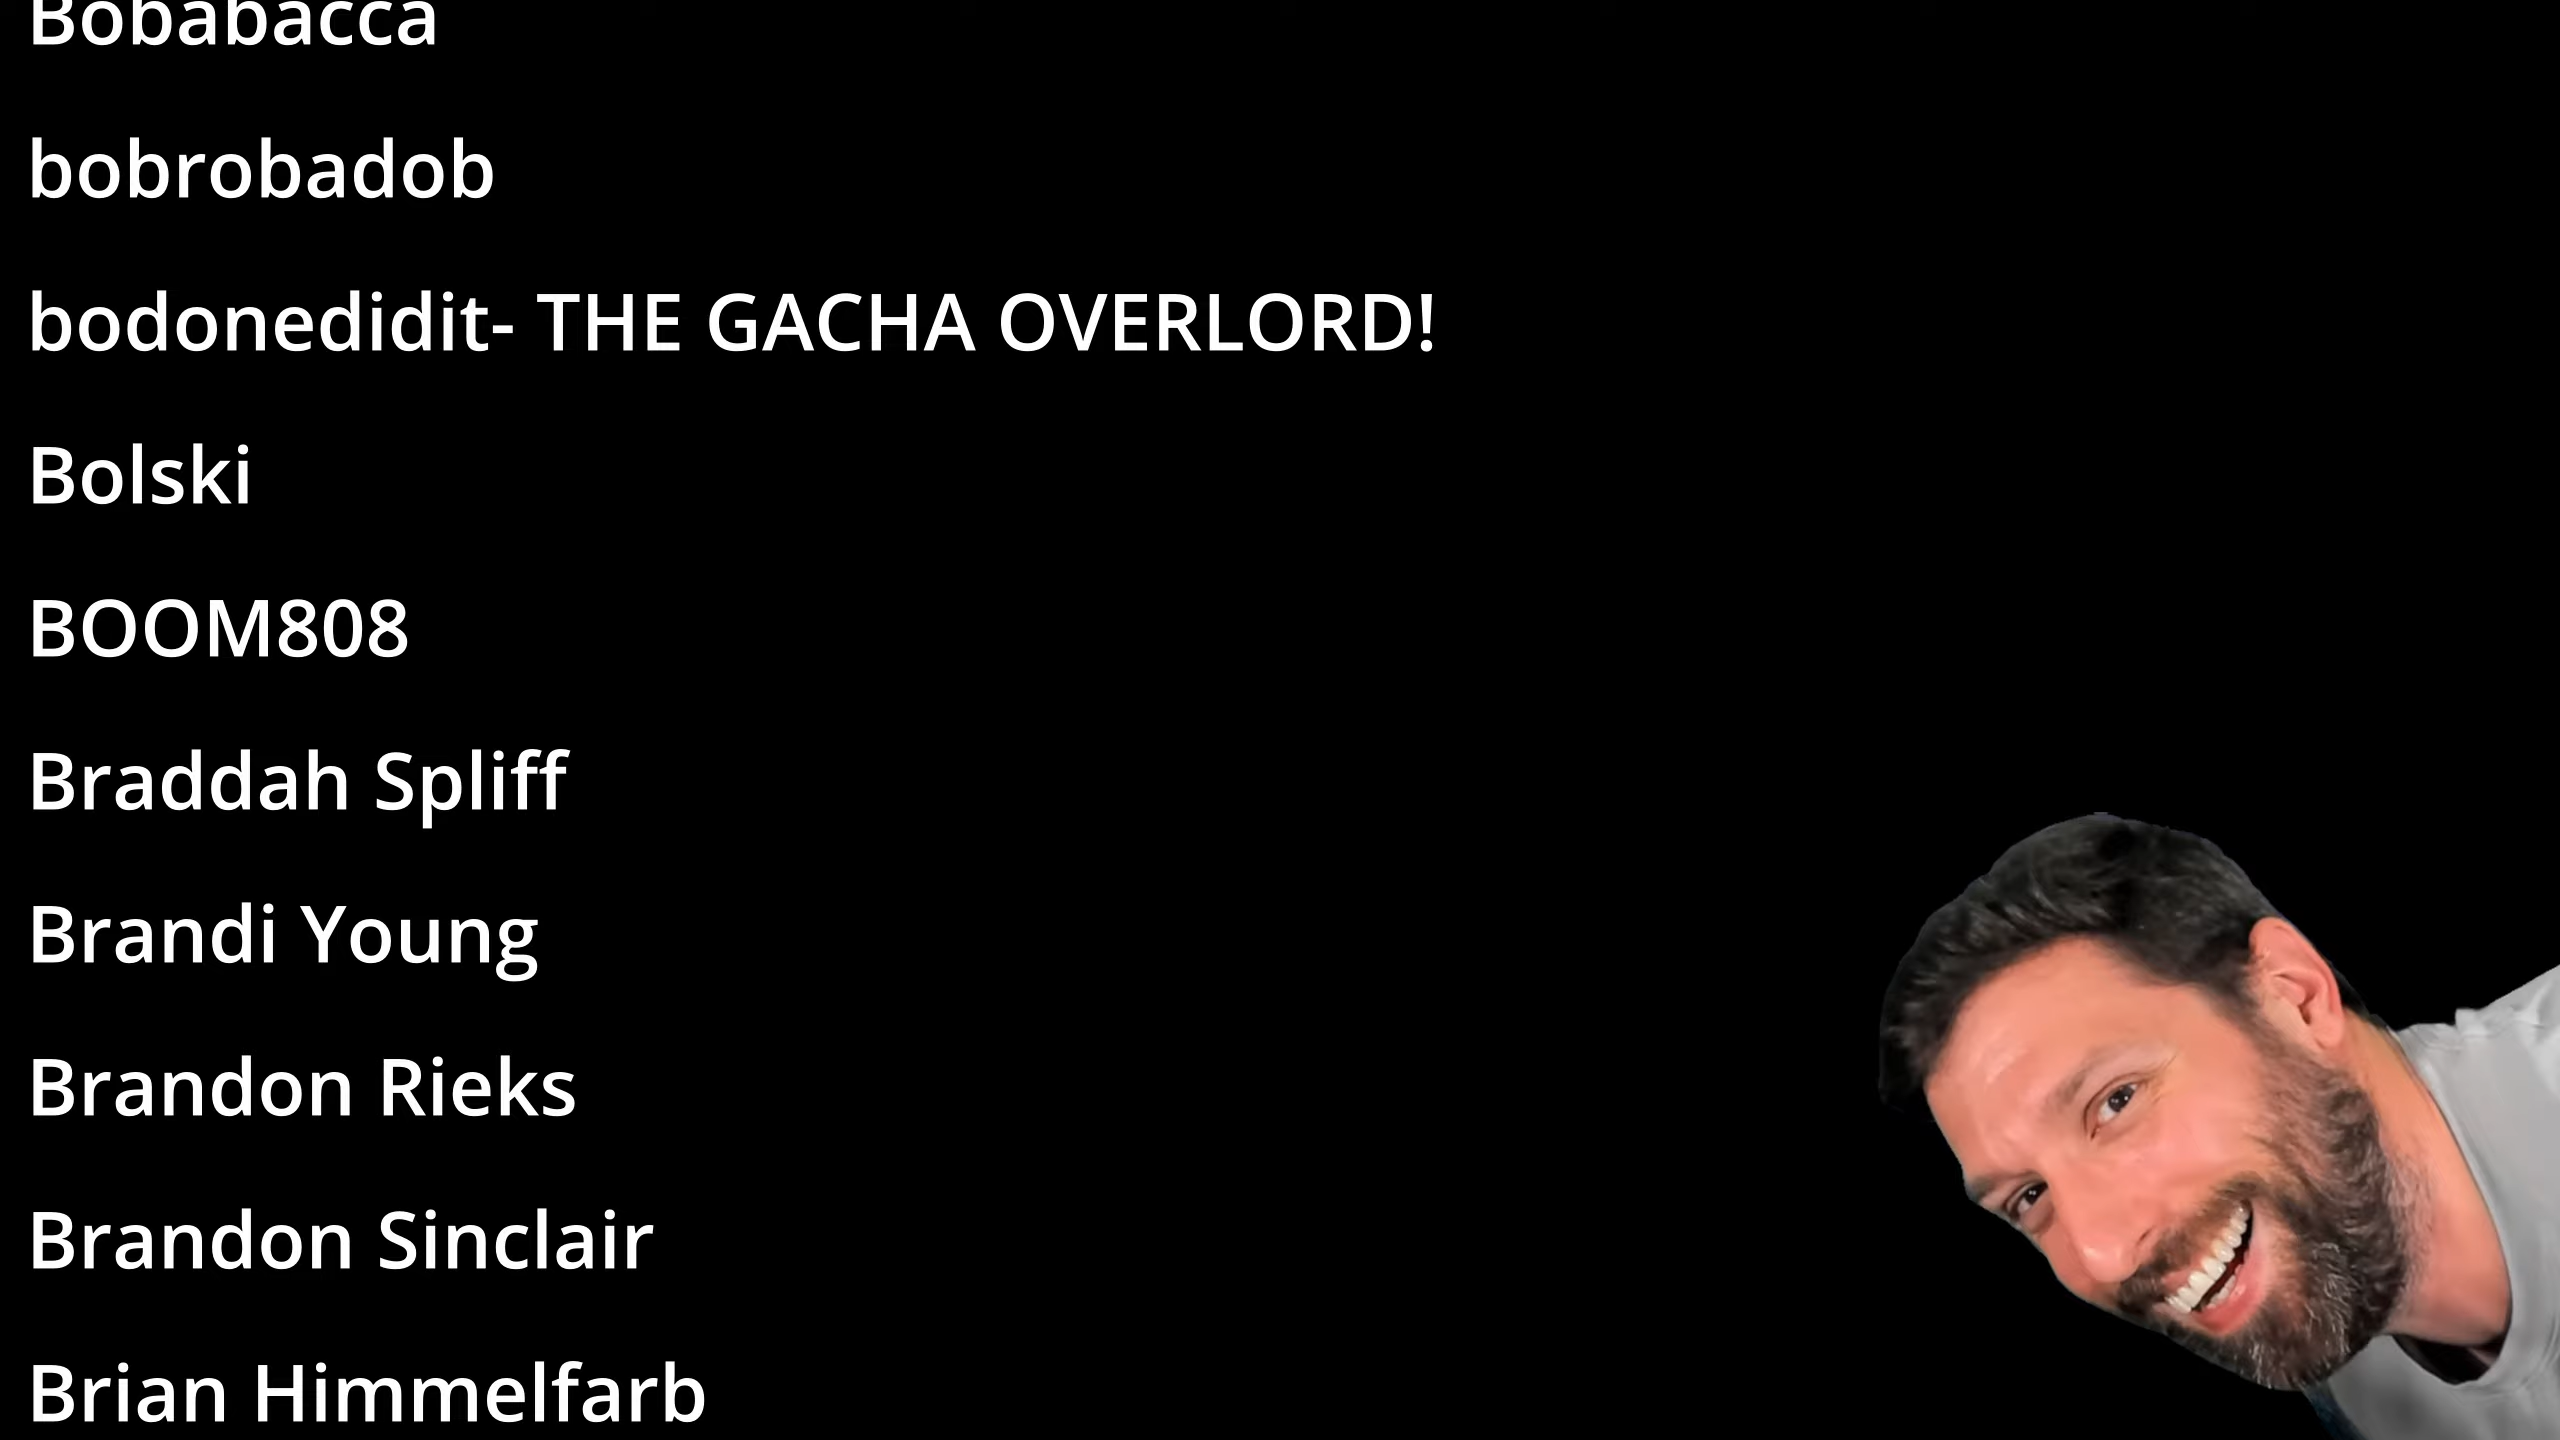 Bobabacca
bobrobadob
bodonedidit- THE GACHA OVERLORD!
Bolski
BOOM808
Braddah Spliff
Brandi Young
Brandon Rieks
Brandon Sinclair
Brian Himmelfarb